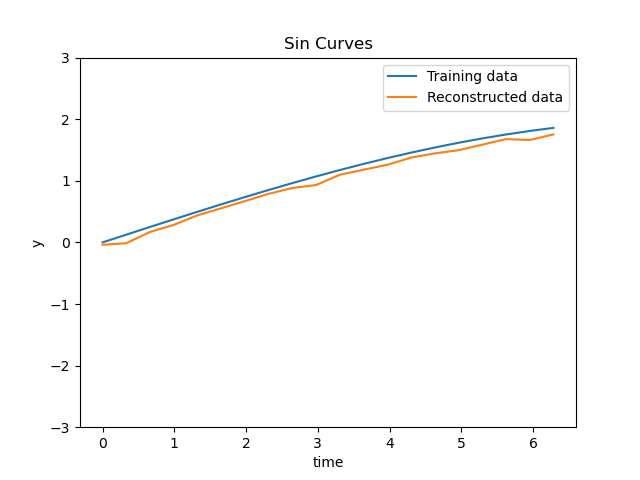 Sin Curves
Training data
Reconstructed data
3
2
1
0
−1
−2
−3
y
0 1 2 3 4 5 6
time